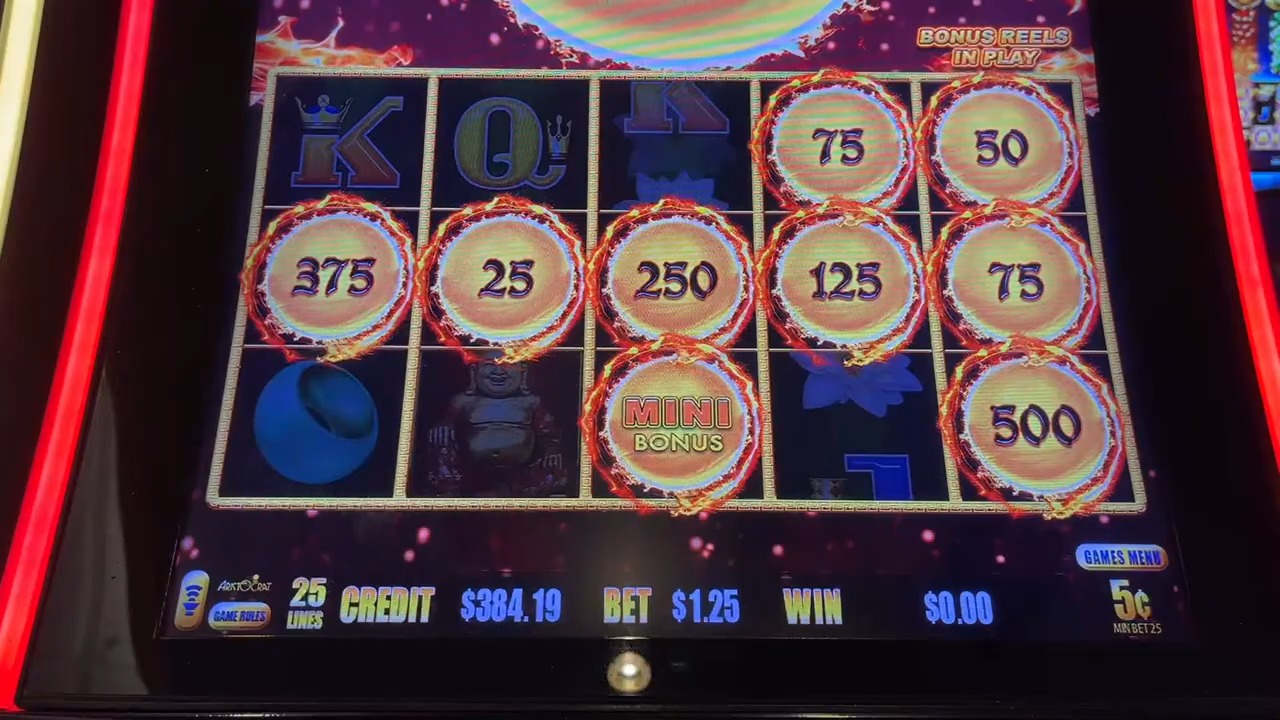 BONUS REELS
IN PLAY
K
Q
K
75
50
375
25
250
125
75
MINI
BONUS
J
500
GAMES MENU
ARISTOCRAT
GAME RULES
25
LINES
CREDIT $384.19 BET $1.25 WIN $0.00
5¢
MIN BET 25